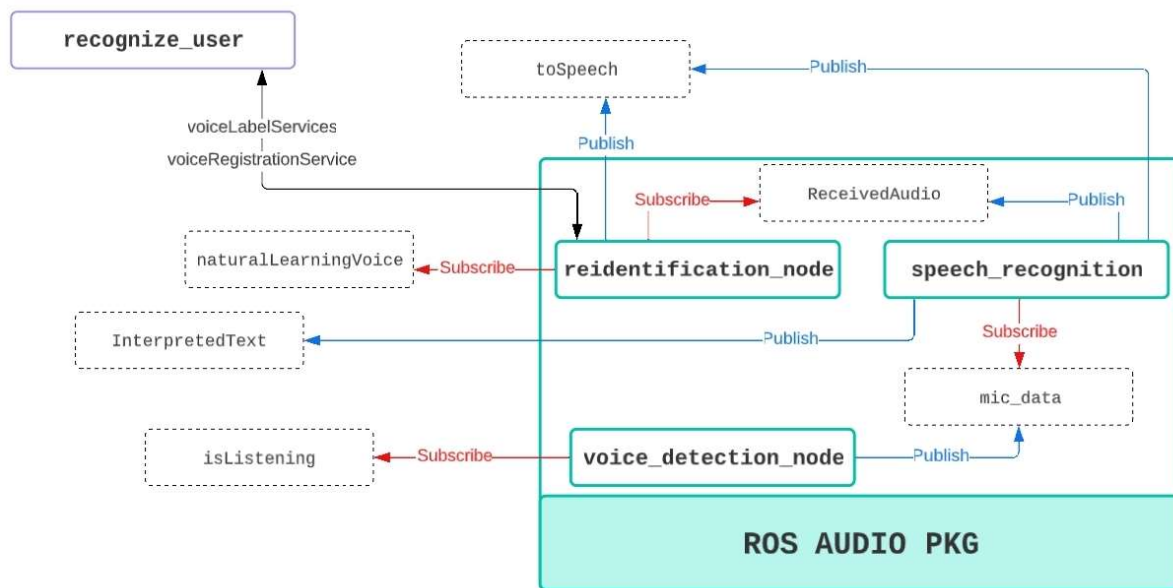 recognize_user
toSpeech
Publish
voiceLabelServices
Publish
voiceRegistrationService
ReceivedAudio
Subscribe
Publish
naturalLearningVoice
Subscribe
reidentification_node
speech_recognition
InterpretedText
Publish
Subscribe
mic_data
isListening
Subscribe
voice_detection_node
Publish
ROS AUDIO PKG